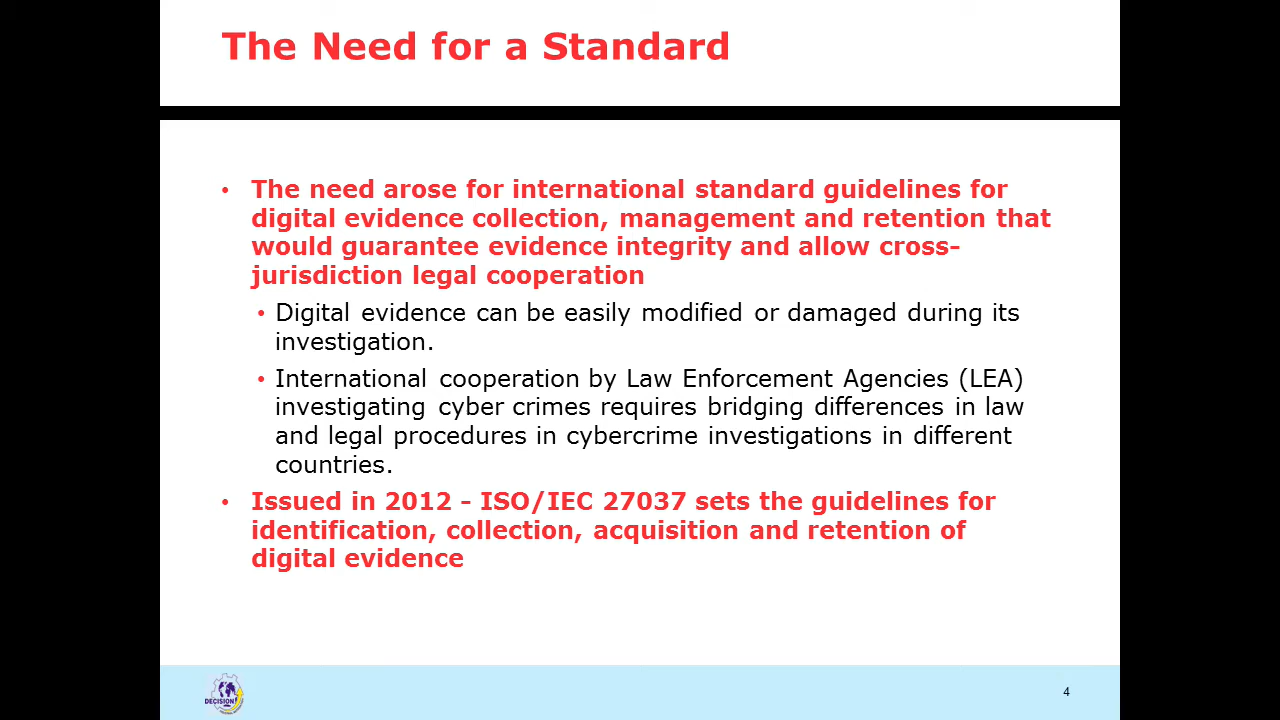 The Need for a Standard
• The need arose for international standard guidelines for
digital evidence collection, management and retention that
would guarantee evidence integrity and allow cross-
jurisdiction legal cooperation
• Digital evidence can be easily modified or damaged during its
investigation.
• International cooperation by Law Enforcement Agencies (LEA)
investigating cyber crimes requires bridging differences in law
and legal procedures in cybercrime investigations in different
countries.
• Issued in 2012 - ISO/IEC 27037 sets the guidelines for
identification, collection, acquisition and retention of
digital evidence
DECISION
4